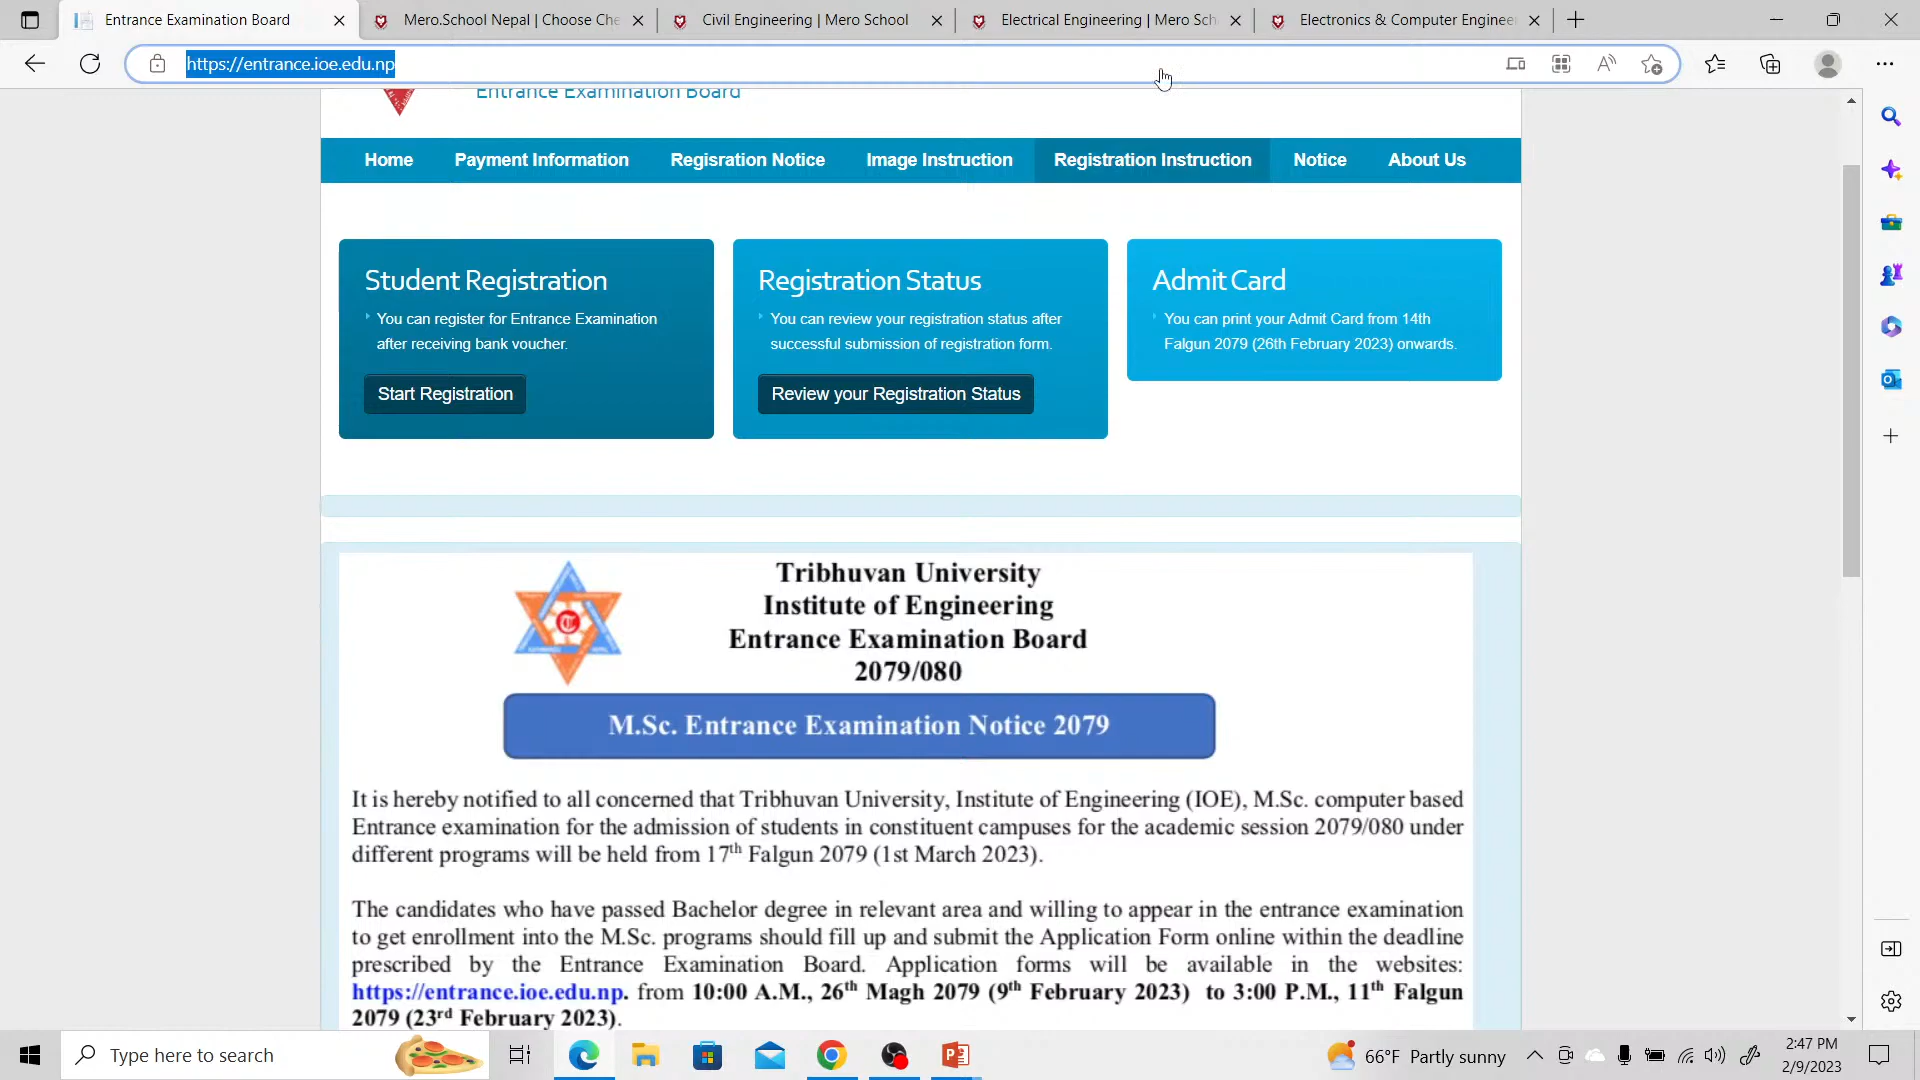 Entrance Examination Board
Mero.School Nepal | Choose Che
Civil Engineering | Mero School
Electrical Engineering | Mero Sch
Electronics & Computer Enginee
https://entrance.ioe.edu.np
Entrance Examination Board
Home Payment Information Regisration Notice Image Instruction Registration Instruction Notice About Us
Student Registration
You can register for Entrance Examination
after receiving bank voucher.
Start Registration
Registration Status
You can review your registration status after
successful submission of registration form.
Review your Registration Status
Admit Card
You can print your Admit Card from 14th
Falgun 2079 (26th February 2023) onwards.
Tribhuvan University
Institute of Engineering
Entrance Examination Board
2079/080
M.Sc. Entrance Examination Notice 2079
It is hereby notified to all concerned that Tribhuvan University, Institute of Engineering (IOE), M.Sc. computer based
Entrance examination for the admission of students in constituent campuses for the academic session 2079/080 under
different programs will be held from 17th Falgun 2079 (1st March 2023).
The candidates who have passed Bachelor degree in relevant area and willing to appear in the entrance examination
to get enrollment into the M.Sc. programs should fill up and submit the Application Form online within the deadline
prescribed by the Entrance Examination Board. Application forms will be available in the websites:
https://entrance.ioe.edu.np. from 10:00 A.M., 26th Magh 2079 (9th February 2023) to 3:00 P.M., 11th Falgun
2079 (23rd February 2023).
Type here to search
66°F Partly sunny
2:47 PM
2/9/2023